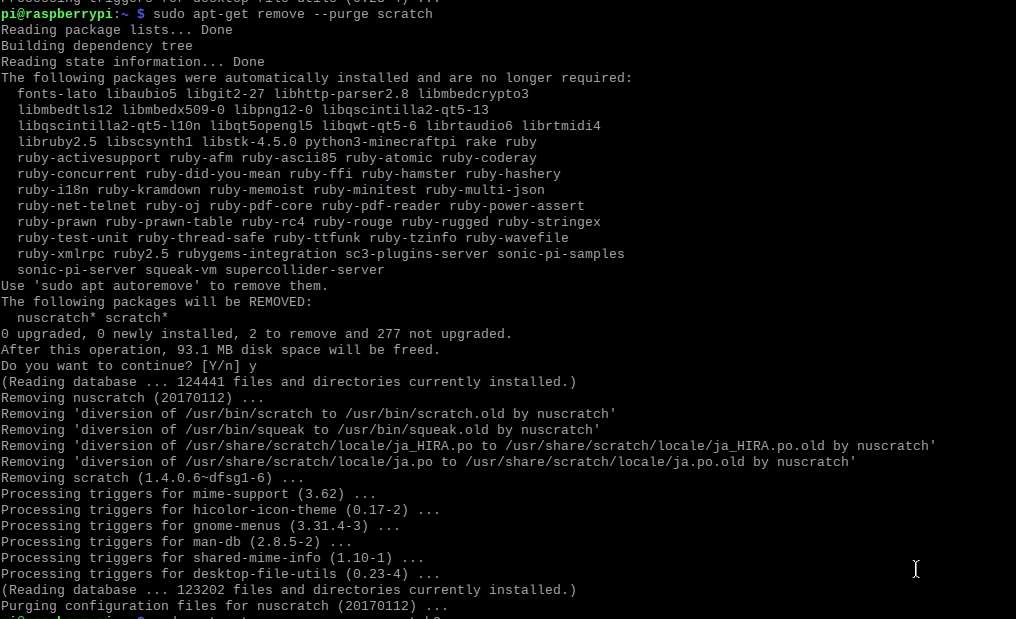 Processing triggers for desktop-file-utils (0.23-4) ...
pi@raspberrypi:~ $ sudo apt-get remove --purge scratch
Reading package lists... Done
Building dependency tree
Reading state information... Done
The following packages were automatically installed and are no longer required:
  fonts-lato libaubio5 libgit2-27 libhttp-parser2.8 libmbedcrypto3
  libmbedtls12 libmbedx509-0 libpng12-0 libqscintilla2-qt5-13
  libqscintilla2-qt5-l10n libqt5opengl5 libqwt-qt5-6 librtaudio6 librtmidi4
  libruby2.5 libscsynth1 libstk-4.5.0 python3-minecraftpi rake ruby
  ruby-activesupport ruby-afm ruby-ascii85 ruby-atomic ruby-coderay
  ruby-concurrent ruby-did-you-mean ruby-ffi ruby-hamster ruby-hashery
  ruby-i18n ruby-kramdown ruby-memoist ruby-minitest ruby-multi-json
  ruby-net-telnet ruby-oj ruby-pdf-core ruby-pdf-reader ruby-power-assert
  ruby-prawn ruby-prawn-table ruby-rc4 ruby-rouge ruby-rugged ruby-stringex
  ruby-test-unit ruby-thread-safe ruby-ttfunk ruby-tzinfo ruby-wavefile
  ruby-xmlrpc ruby2.5 rubygems-integration sc3-plugins-server sonic-pi-samples
  sonic-pi-server squeak-vm supercollider-server
Use 'sudo apt autoremove' to remove them.
The following packages will be REMOVED:
  nuscratch* scratch*
0 upgraded, 0 newly installed, 2 to remove and 277 not upgraded.
After this operation, 93.1 MB disk space will be freed.
Do you want to continue? [Y/n] y
(Reading database ... 124441 files and directories currently installed.)
Removing nuscratch (20170112) ...
Removing 'diversion of /usr/bin/scratch to /usr/bin/scratch.old by nuscratch'
Removing 'diversion of /usr/bin/squeak to /usr/bin/squeak.old by nuscratch'
Removing 'diversion of /usr/share/scratch/locale/ja_HIRA.po to /usr/share/scratch/locale/ja_HIRA.po.old by nuscratch'
Removing 'diversion of /usr/share/scratch/locale/ja.po to /usr/share/scratch/locale/ja.po.old by nuscratch'
Removing scratch (1.4.0.6~dfsg1-6) ...
Processing triggers for mime-support (3.62) ...
Processing triggers for hicolor-icon-theme (0.17-2) ...
Processing triggers for gnome-menus (3.31.4-3) ...
Processing triggers for man-db (2.8.5-2) ...
Processing triggers for shared-mime-info (1.10-1) ...
Processing triggers for desktop-file-utils (0.23-4) ...
(Reading database ... 123202 files and directories currently installed.)
Purging configuration files for nuscratch (20170112) ...